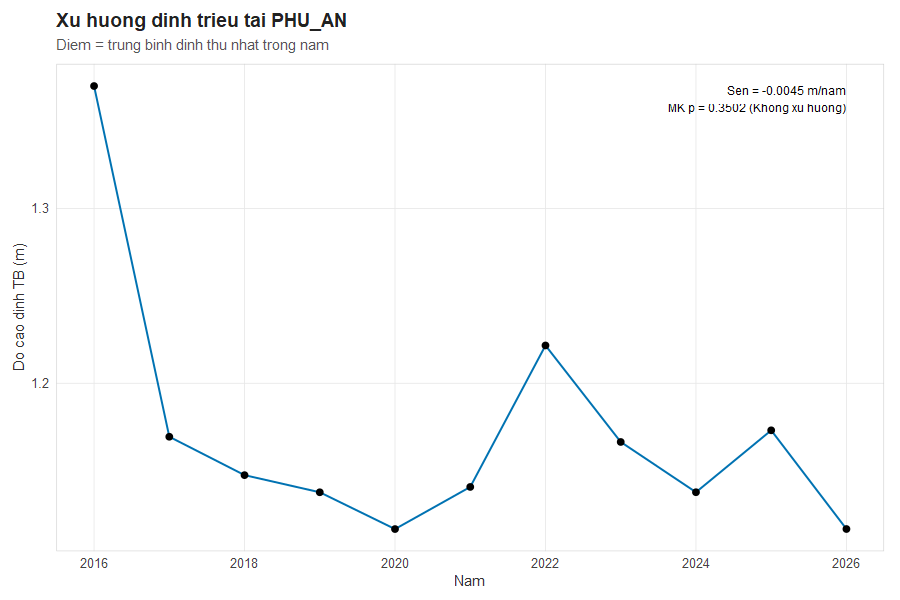 Xu huong dinh trieu tai PHU_AN
Diem = trung binh dinh thu nhat trong nam
Sen = -0.0045 m/nam
MK p = 0.3502 (Khong xu huong)
1.3
1.2
Do cao dinh TB (m)
2016 2018 2020 2022 2024 2026
Nam